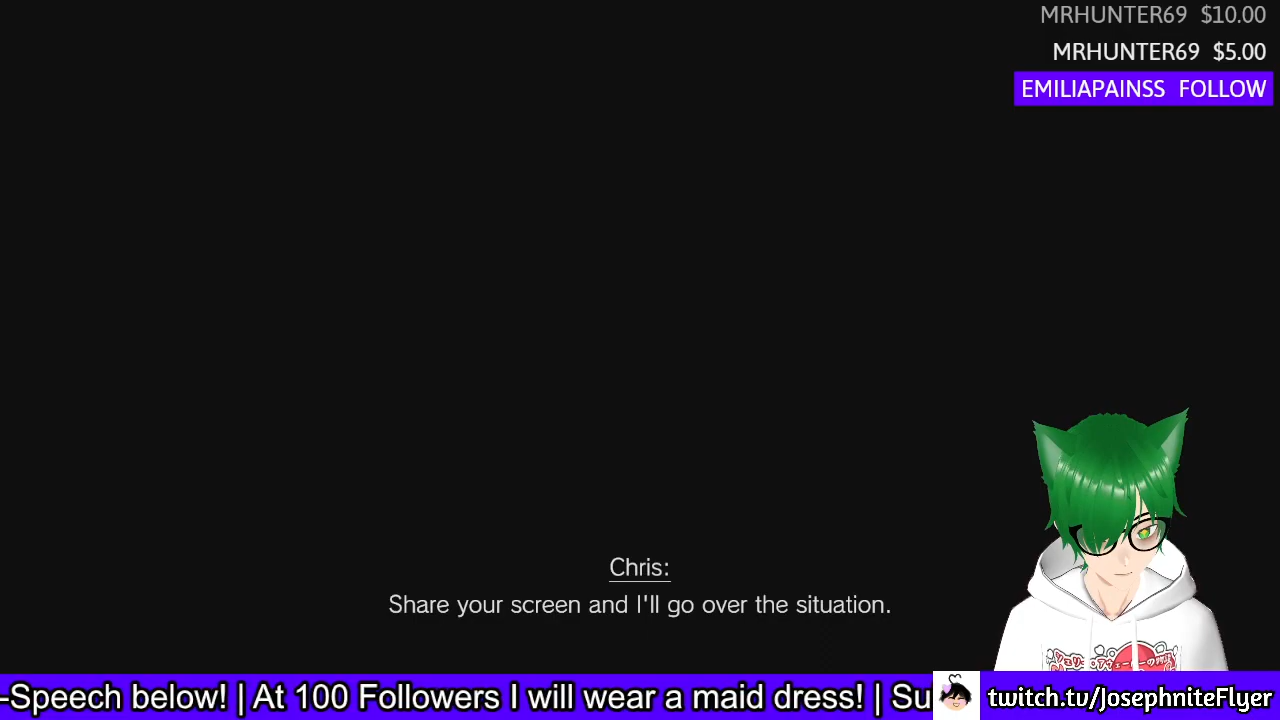 MRHUNTER69 $10.00
MRHUNTER69 $5.00
EMILIAPAINSS FOLLOW
Chris:
Share your screen and I'll go over the situation.
-Speech below! | At 100 Followers I will wear a maid dress! | Su
twitch.tv/JosephniteFlyer